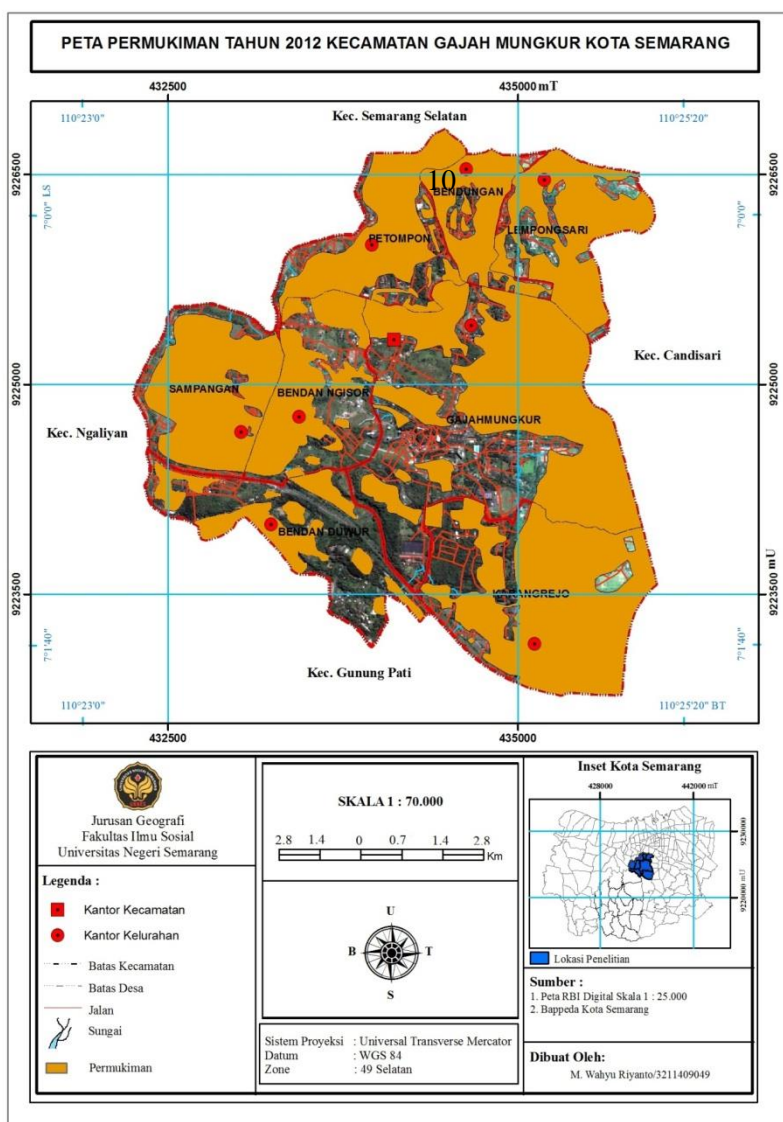 PETA PERMUKIMAN TAHUN 2012 KECAMATAN GAJAH MUNGKUR KOTA SEMARANG
432500
435000 mT
110°23'0"
Kec. Semarang Selatan
110°25'20"
9226500
9226500
10
BENDUNGAN
7°0'0" LS
7°0'0"
PETOMPON
LEMPONGSARI
Kec. Candisari
9225000
9225000
SAMPANGAN
BENDAN NGISOR
GAJAHMUNGKUR
Kec. Ngaliyan
BENDAN DUWUR
9223500
9223500 mU
KARANGREJO
7°1'40"
7°1'40"
Kec. Gunung Pati
110°23'0"
110°25'20" BT
432500
435000
Jurusan Geografi
Fakultas Ilmu Sosial
Universitas Negeri Semarang
Legenda :
Kantor Kecamatan
Kantor Kelurahan
Batas Kecamatan
Batas Desa
Jalan
Sungai
Permukiman
SKALA 1 : 70.000
2.8 1.4 0 0.7 1.4 2.8
Km
U
B T
S
Sistem Proyeksi : Universal Transverse Mercator
Datum : WGS 84
Zone : 49 Selatan
Inset Kota Semarang
428000
442000 mT
9230000
9220000 mU
Lokasi Penelitian
Sumber :
1. Peta RBI Digital Skala 1 : 25.000
2. Bappeda Kota Semarang
Dibuat Oleh:
M. Wahyu Riyanto/3211409049